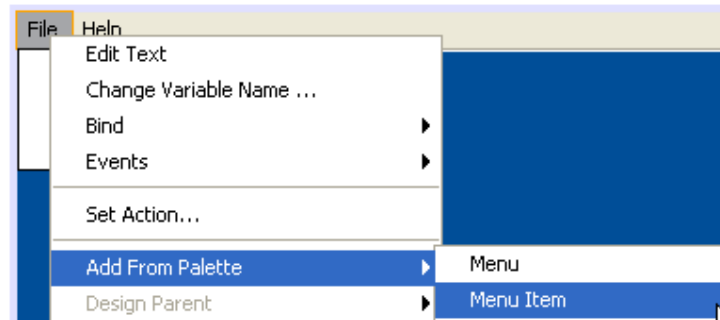 File Help
Edit Text
Change Variable Name ...
Bind
Events
Set Action...
Add From Palette
Menu
Design Parent
Menu Item